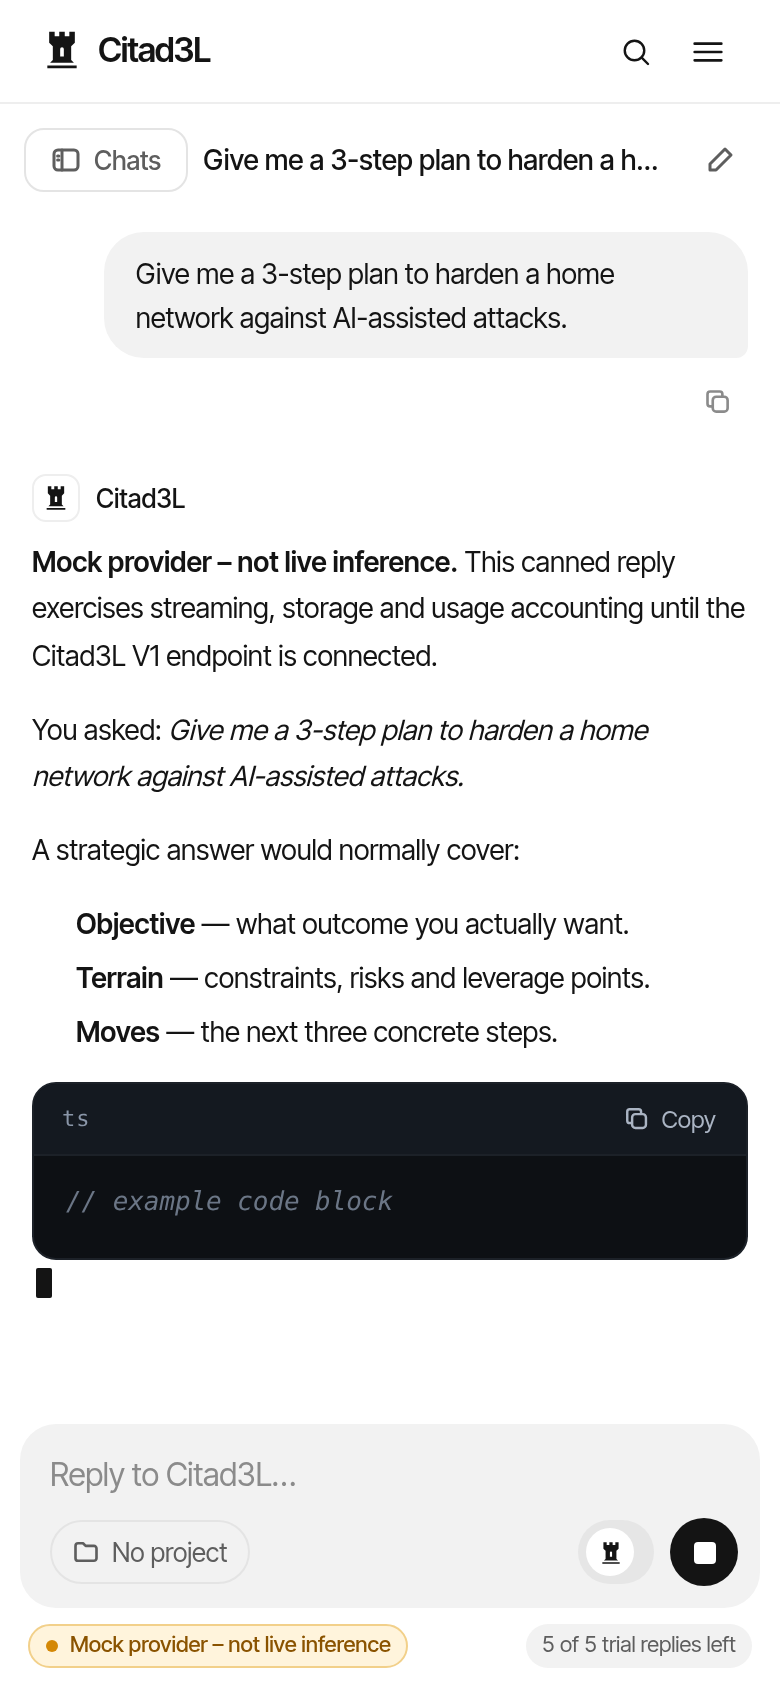 Citad3L
Chats
Give me a 3-step plan to harden a h...
Give me a 3-step plan to harden a home
network against AI-assisted attacks.
Citad3L
Mock provider – not live inference. This canned reply
exercises streaming, storage and usage accounting until the
Citad3L V1 endpoint is connected.
You asked: Give me a 3-step plan to harden a home
network against AI-assisted attacks.
A strategic answer would normally cover:
Objective — what outcome you actually want.
Terrain — constraints, risks and leverage points.
Moves — the next three concrete steps.
ts
Copy
// example code block
Reply to Citad3L...
No project
Mock provider – not live inference
5 of 5 trial replies left